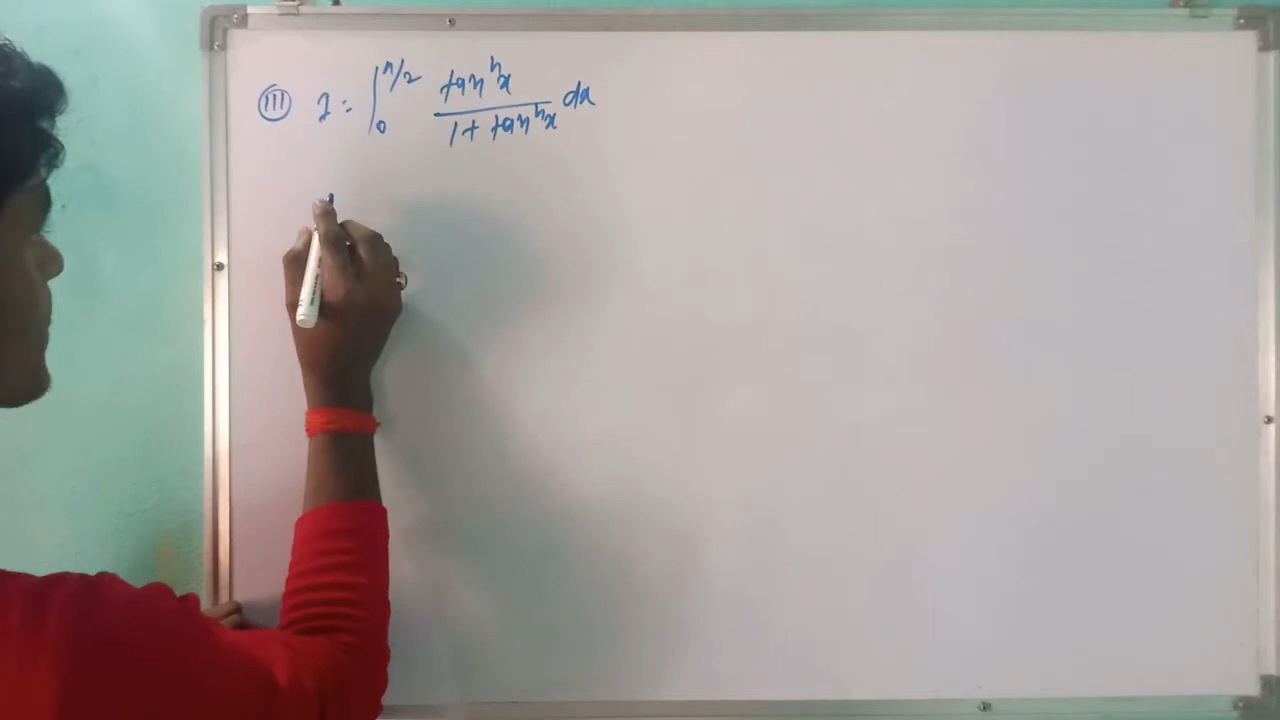 (III) I = ∫₀^{π/2} tanⁿx / (1 + tanⁿx) dx